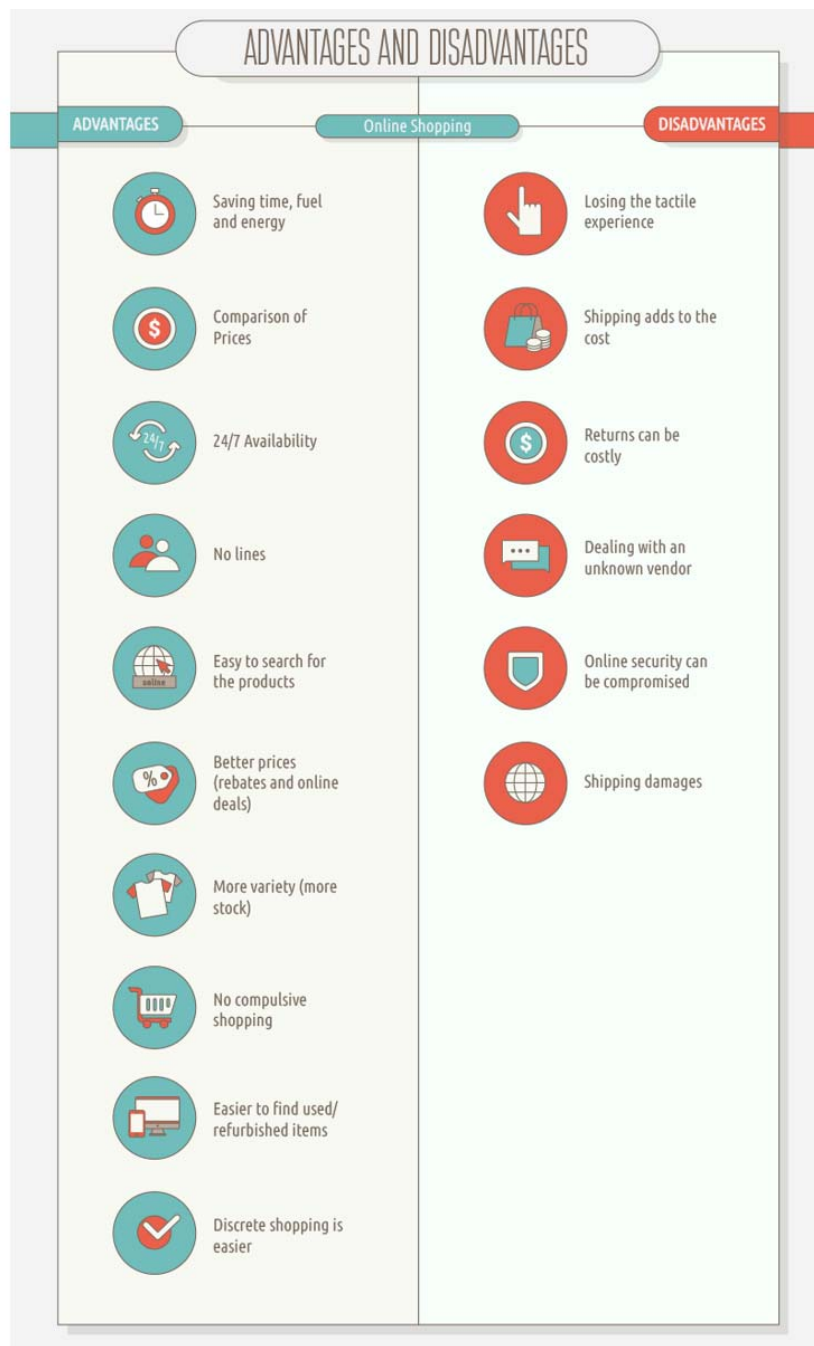 ADVANTAGES AND DISADVANTAGES
ADVANTAGES
Online Shopping
DISADVANTAGES
Saving time, fuel
and energy
Comparison of
Prices
24/7
24/7 Availability
No lines
online
Easy to search for
the products
%
Better prices
(rebates and online
deals)
More variety (more
stock)
No compulsive
shopping
Easier to find used/
refurbished items
Discrete shopping is
easier
Losing the tactile
experience
Shipping adds to the
cost
Returns can be
costly
Dealing with an
unknown vendor
Online security can
be compromised
Shipping damages